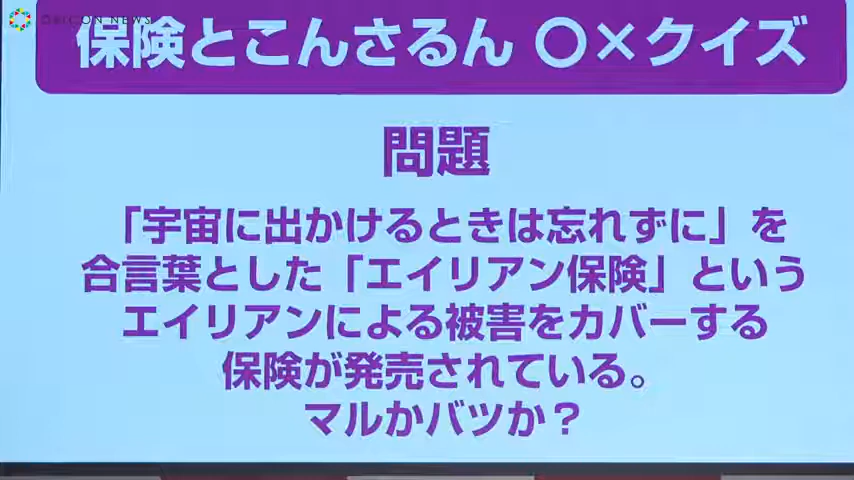 ORICON NEWS
保険とこんさるん 〇×クイズ
問題
「宇宙に出かけるときは忘れずに」を
合言葉とした「エイリアン保険」という
エイリアンによる被害をカバーする
保険が発売されている。
マルかバツか？